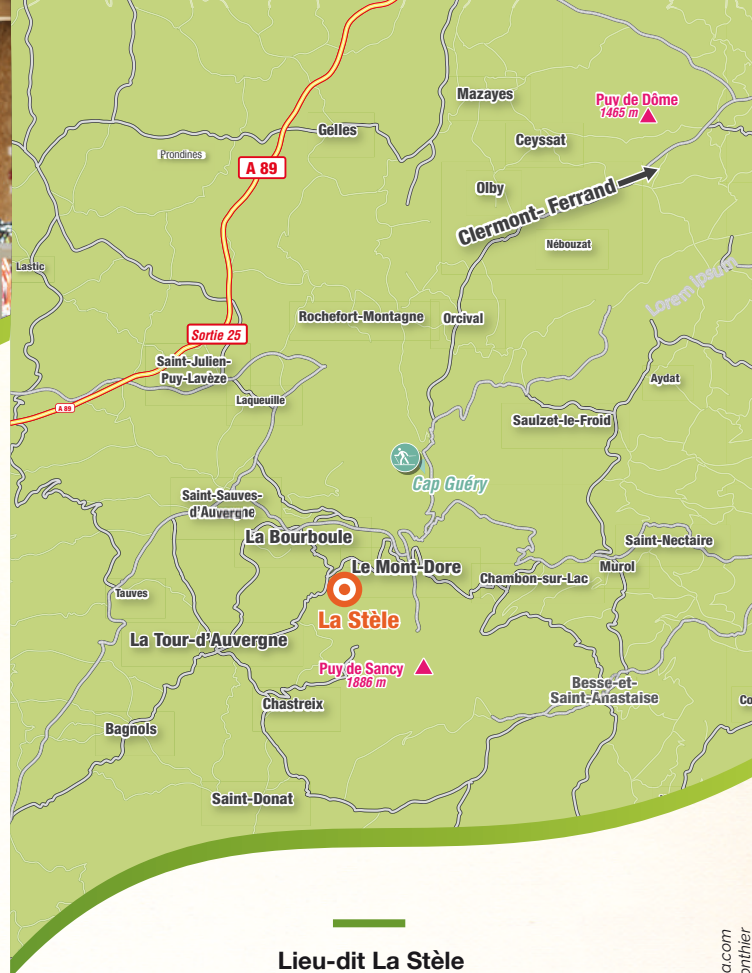 Mazayes
Puy de Dôme
1465 m
Gelles
Ceyssat
Prondines
A 89
Olby
Clermont- Ferrand
Nébouzat
Lastic
Lorem Ipsum
Rochefort-Montagne
Orcival
Sortie 25
Saint-Julien-
Puy-Lavèze
Aydat
Laqueuille
A 89
Saulzet-le-Froid
Cap Guéry
Saint-Sauves-
d'Auvergne
La Bourboule
Saint-Nectaire
Le Mont-Dore
Murol
Chambon-sur-Lac
Tauves
La Stèle
La Tour-d'Auvergne
Puy de Sancy
1886 m
Besse-et-
Saint-Anastaise
Chastreix
Co
Bagnols
Saint-Donat
Lieu-dit La Stèle
a.com
onthier